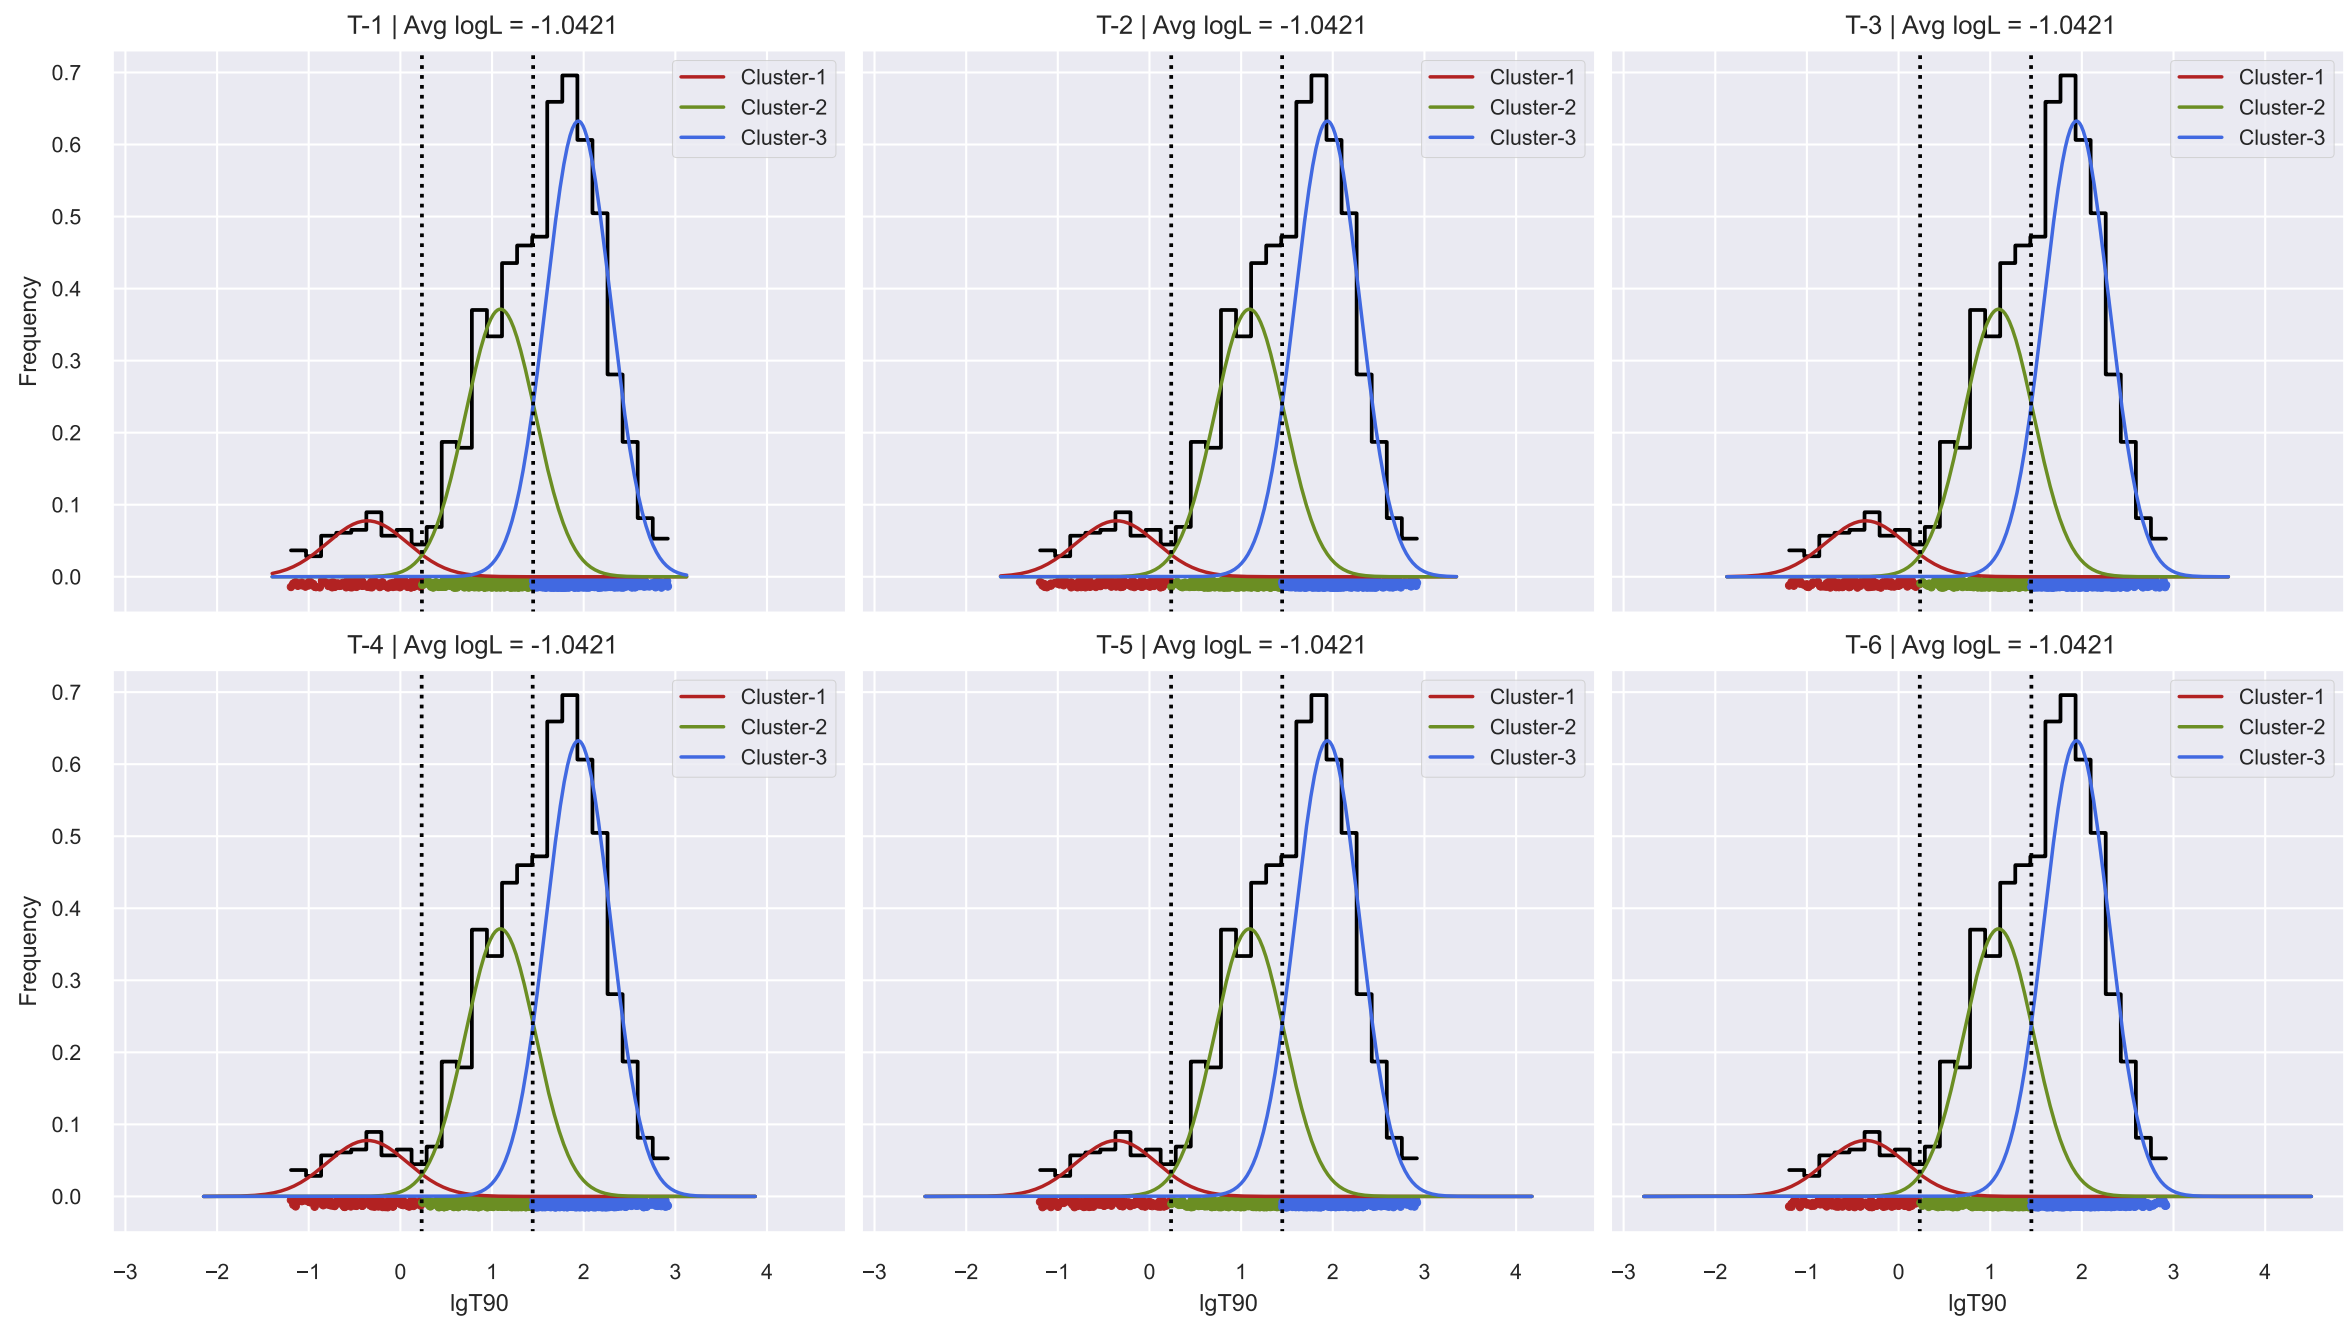 T-1 | Avg logL = -1.0421
T-2 | Avg logL = -1.0421
T-3 | Avg logL = -1.0421
Frequency
0.7
0.6
0.5
0.4
0.3
0.2
0.1
0.0
Cluster-1
Cluster-2
Cluster-3
Cluster-1
Cluster-2
Cluster-3
Cluster-1
Cluster-2
Cluster-3
T-4 | Avg logL = -1.0421
T-5 | Avg logL = -1.0421
T-6 | Avg logL = -1.0421
Frequency
0.7
0.6
0.5
0.4
0.3
0.2
0.1
0.0
Cluster-1
Cluster-2
Cluster-3
Cluster-1
Cluster-2
Cluster-3
Cluster-1
Cluster-2
Cluster-3
−3 −2 −1 0 1 2 3 4
−3 −2 −1 0 1 2 3 4
−3 −2 −1 0 1 2 3 4
lgT90
lgT90
lgT90